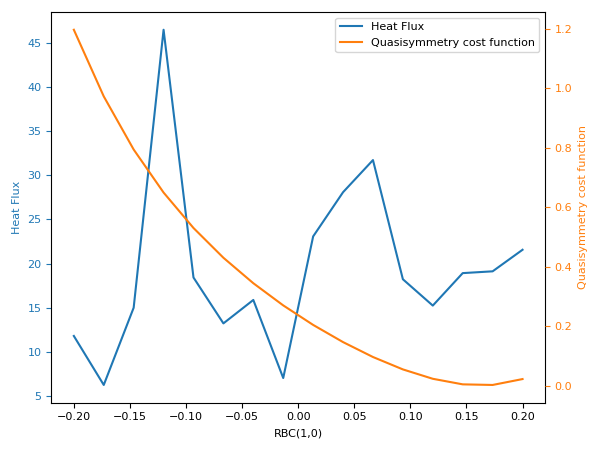 Heat Flux
Quasisymmetry cost function
45
40
35
30
25
20
15
10
5
Heat Flux
1.2
1.0
0.8
0.6
0.4
0.2
0.0
Quasisymmetry cost function
−0.20 −0.15 −0.10 −0.05 0.00 0.05 0.10 0.15 0.20
RBC(1,0)